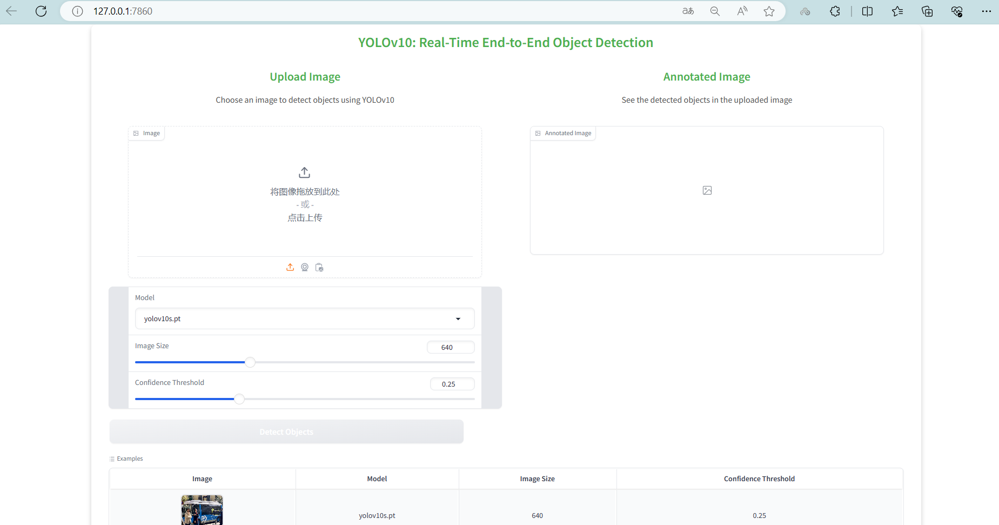 127.0.0.1:7860
YOLOv10: Real-Time End-to-End Object Detection
Upload Image
Choose an image to detect objects using YOLOv10
Image
将图像拖放到此处
- 或 -
点击上传
Annotated Image
See the detected objects in the uploaded image
Annotated Image
Model
yolov10s.pt
Image Size
640
Confidence Threshold
0.25
Detect Objects
Examples
Image Model Image Size Confidence Threshold
yolov10s.pt 640 0.25